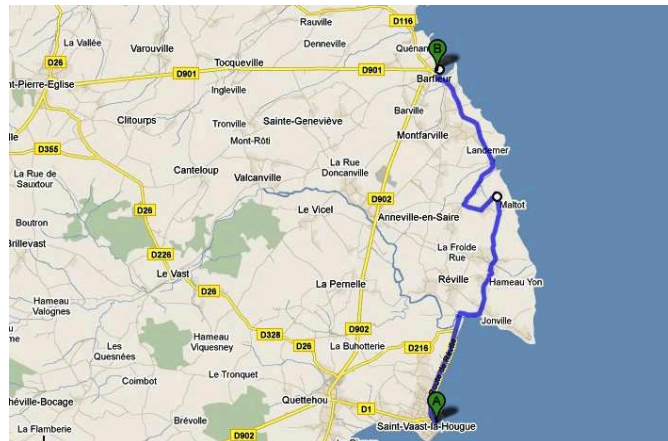 D116
Rauville
La Vallée
Varouville
Denneville
Quénan
B
D26
Tocqueville
D901
D901
Barfleur
nt-Pierre-Eglise
Ingleville
Barville
Clitourps
Tronville
Sainte-Geneviève
Montfarville
Mont-Rôti
D355
Landemer
La Rue de
Sauxtour
Canteloup
Valcanville
La Rue
Doncanville
D902
Maltot
D26
Le Vicel
Anneville-en-Saire
Boutron
Brillevast
D226
La Froide
Rue
Le Vast
La Pernelle
Réville
Hameau Yon
D26
Hameau
Valognes
D902
Jonville
D328
Les
Quesnées
Hameau
Viquesney
D26
La Buhotterie
D216
Coimbot
Le Tronquet
Quettehou
héville-Bocage
D1
A
Brévolle
Saint-Vaast-la-Hougue
La Flamberie
D902